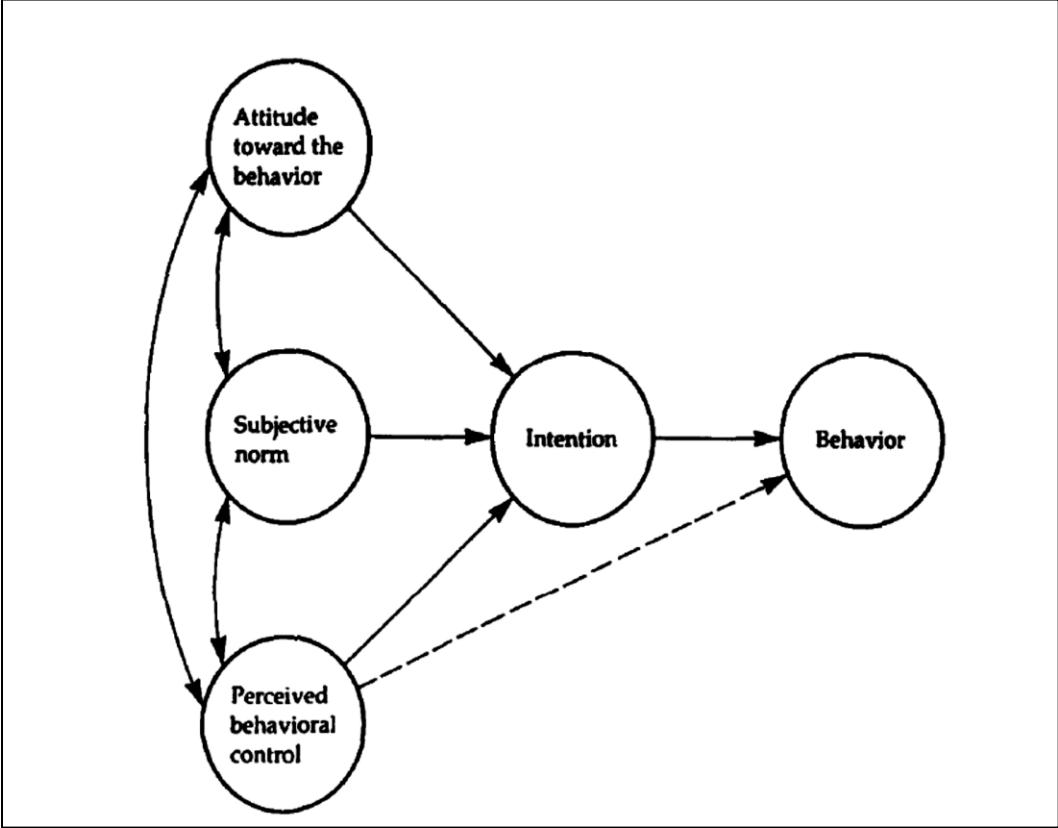 Attitude
toward the
behavior
Subjective
norm
Intention
Behavior
Perceived
behavioral
control